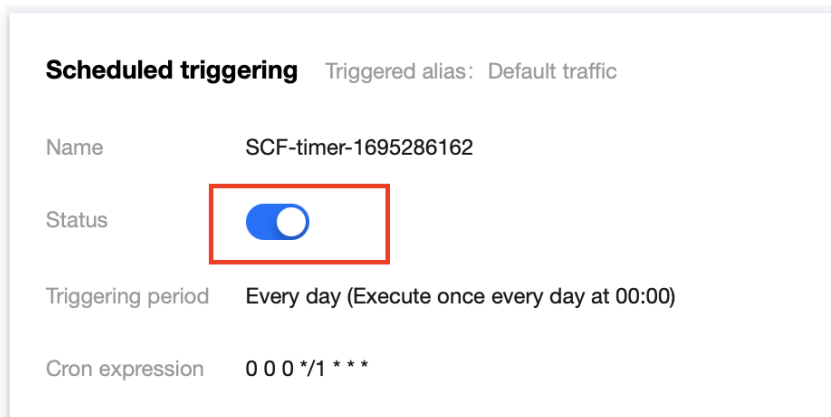 Scheduled triggering Triggered alias: Default traffic
Name SCF-timer-1695286162
Status
Triggering period Every day (Execute once every day at 00:00)
Cron expression 0 0 0 */1 * * *